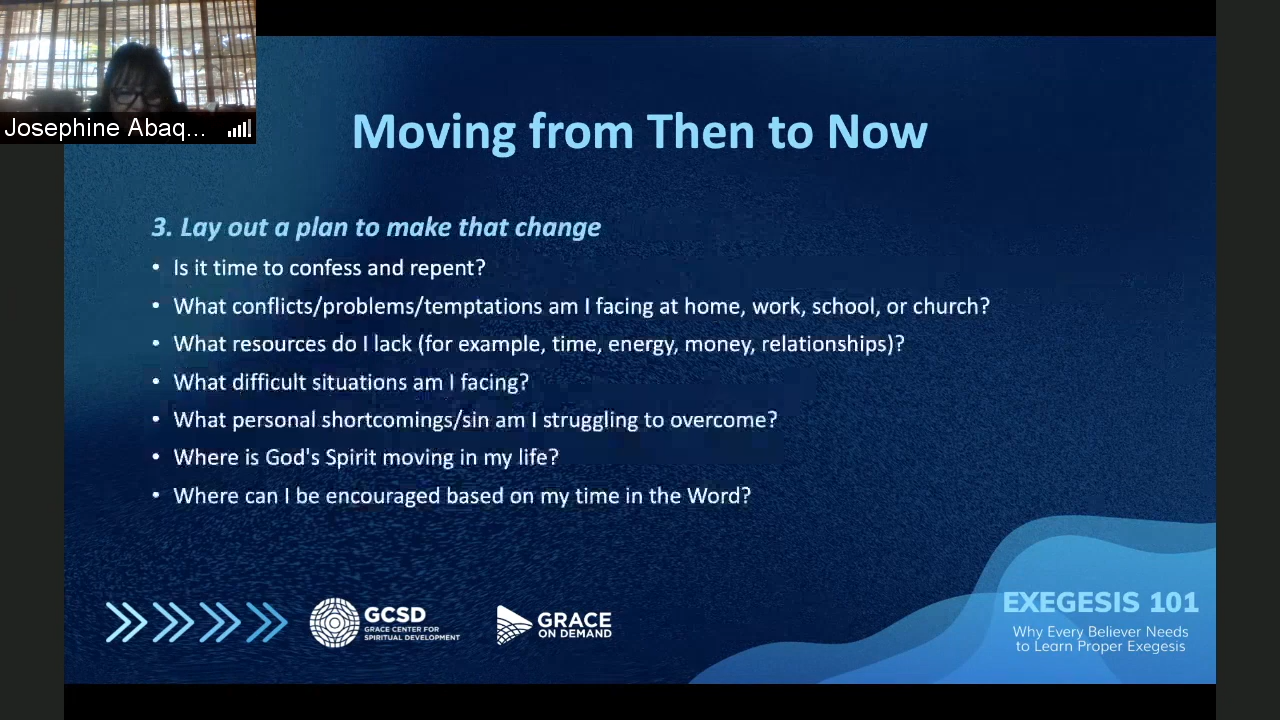 Josephine Abaq...
Moving from Then to Now
3. Lay out a plan to make that change
• Is it time to confess and repent?
• What conflicts/problems/temptations am I facing at home, work, school, or church?
• What resources do I lack (for example, time, energy, money, relationships)?
• What difficult situations am I facing?
• What personal shortcomings/sin am I struggling to overcome?
• Where is God's Spirit moving in my life?
• Where can I be encouraged based on my time in the Word?
GCSD
GRACE CENTER FOR
SPIRITUAL DEVELOPMENT
GRACE
ON DEMAND
EXEGESIS 101
Why Every Believer Needs
to Learn Proper Exegesis